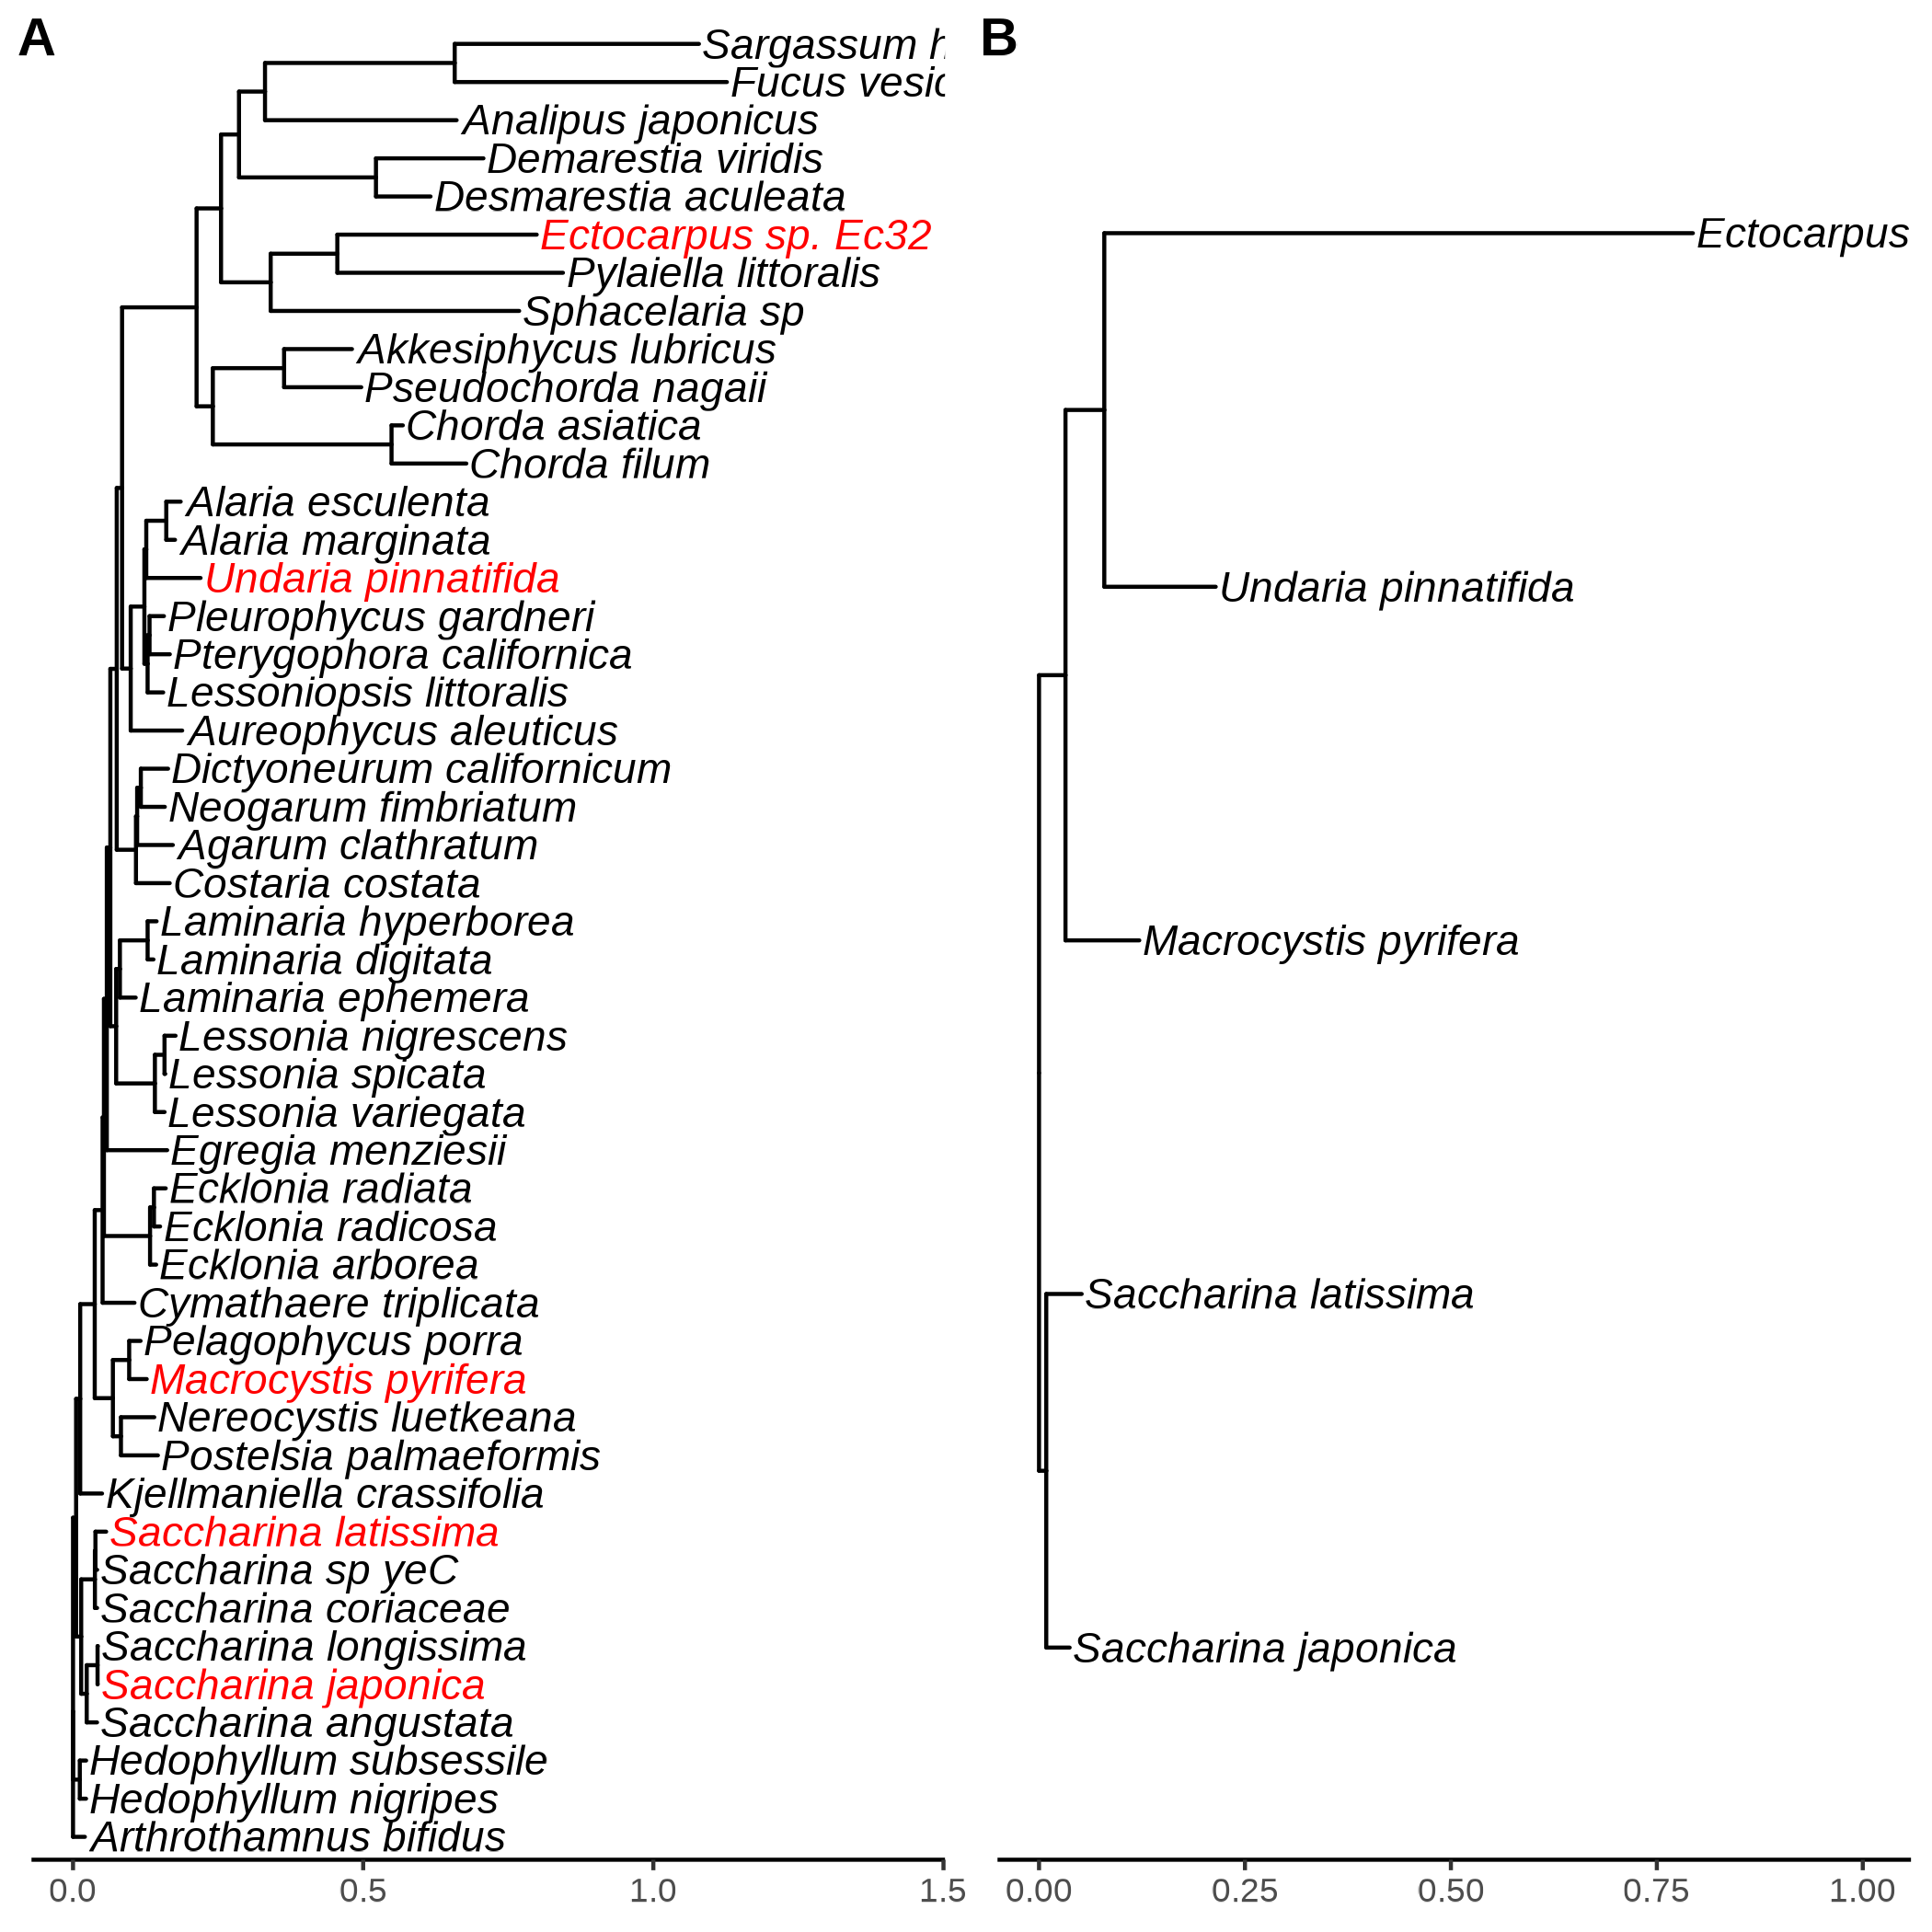 A
Sargassum
Fucus
Analipus japonicus
Demarestia viridis
Desmarestia aculeata
Ectocarpus sp. Ec32
Pylaiella littoralis
Sphacelaria sp
Akkesiphycus lubricus
Pseudochorda nagaii
Chorda asiatica
Chorda filum
Alaria esculenta
Alaria marginata
Undaria pinnatifida
Pleurophycus gardneri
Pterygophora californica
Lessoniopsis littoralis
Aureophycus aleuticus
Dictyoneurum californicum
Neogarum fimbriatum
Agarum clathratum
Costaria costata
Laminaria hyperborea
Laminaria digitata
Laminaria ephemera
Lessonia nigrescens
Lessonia spicata
Lessonia variegata
Egregia menziesii
Ecklonia radiata
Ecklonia radicosa
Ecklonia arborea
Cymathaere triplicata
Pelagophycus porra
Macrocystis pyrifera
Nereocystis luetkeana
Postelsia palmaeformis
Kjellmaniella crassifolia
Saccharina latissima
Saccharina sp yeC
Saccharina coriaceae
Saccharina longissima
Saccharina japonica
Saccharina angustata
Hedophyllum subsessile
Hedophyllum nigripes
Arthrothamnus bifidus
0.0 0.5 1.0 1.5
B
Ectocarpus
Undaria pinnatifida
Macrocystis pyrifera
Saccharina latissima
Saccharina japonica
0.00 0.25 0.50 0.75 1.00